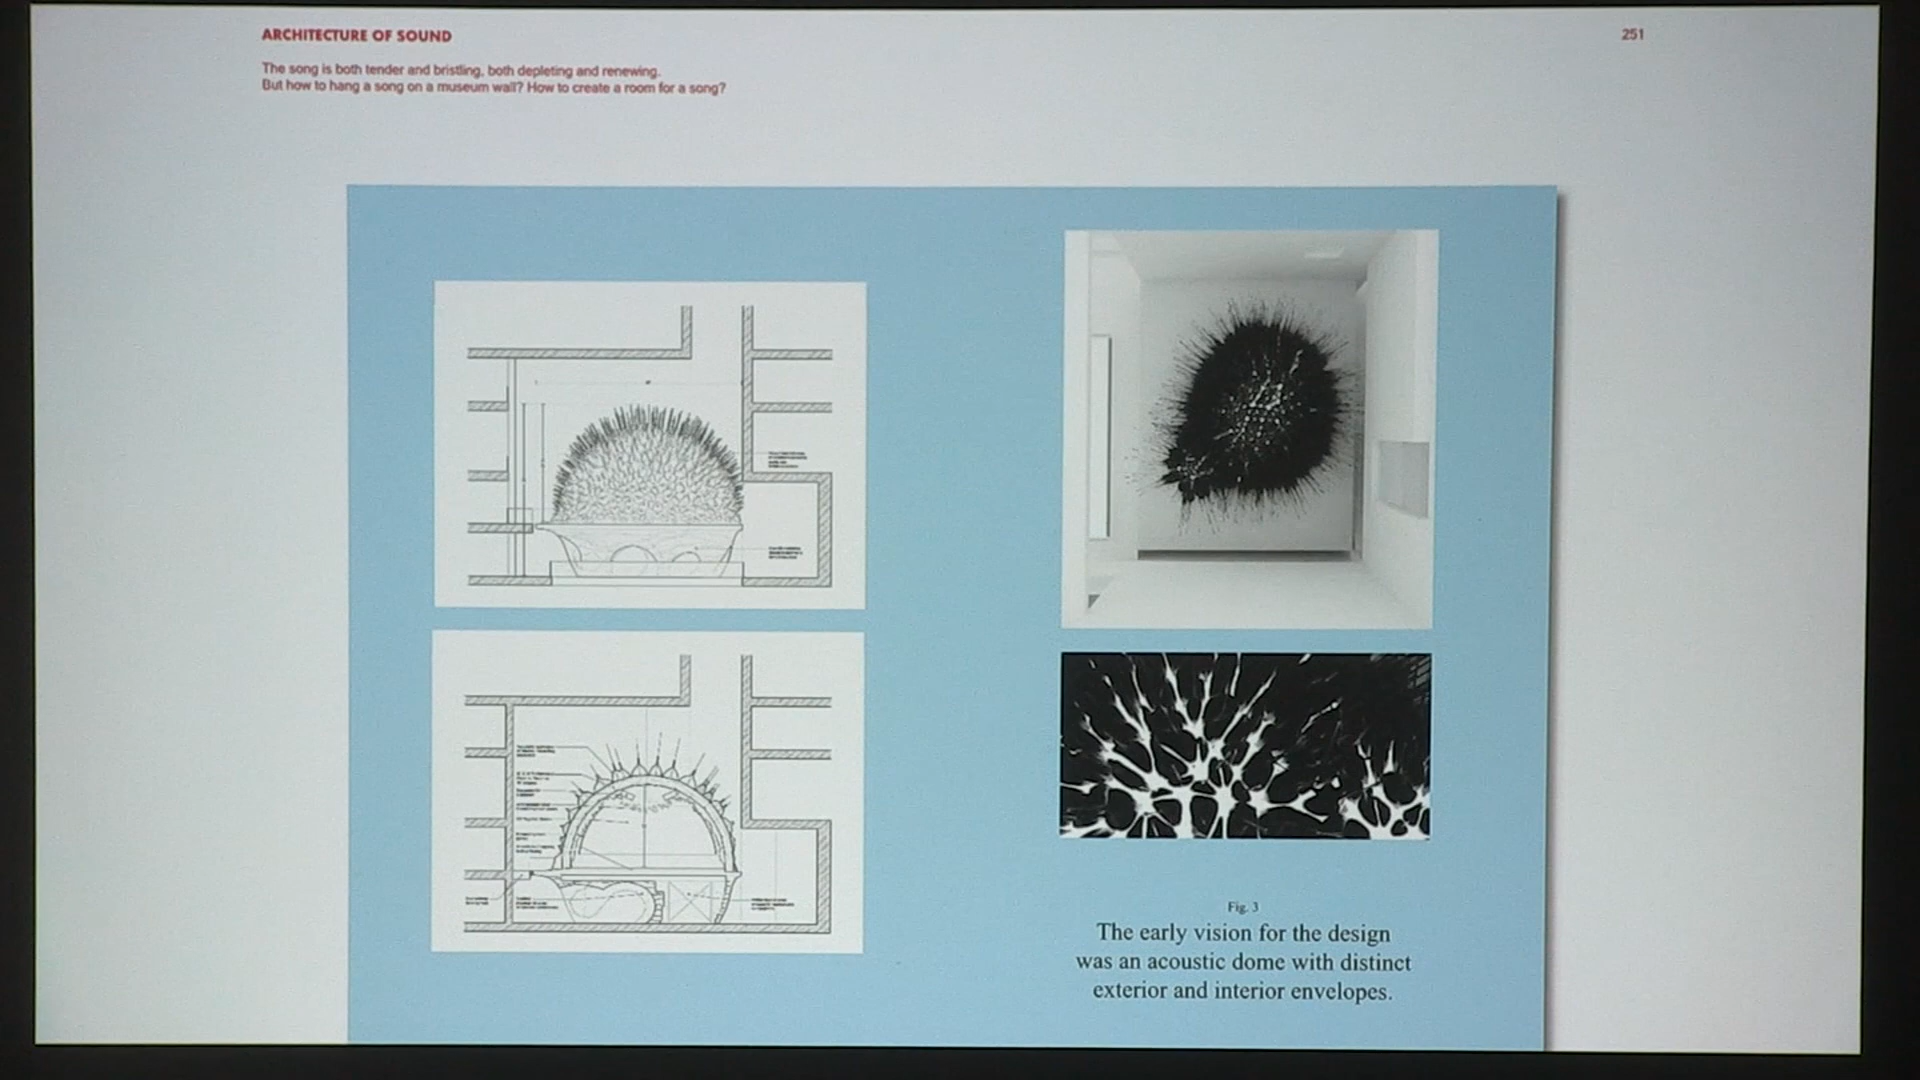 ARCHITECTURE OF SOUND
251
The song is both tender and bristling, both depleting and renewing.
But how to hang a song on a museum wall? How to create a room for a song?
Fig. 3
The early vision for the design
was an acoustic dome with distinct
exterior and interior envelopes.